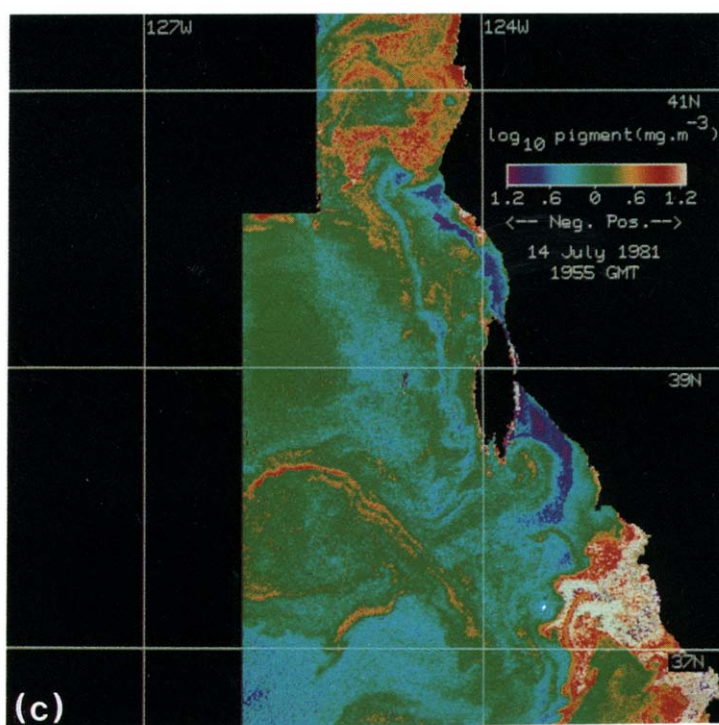 127W 124W
41N
log10 pigment(mg.m-3)
1.2 .6 0 .6 1.2
<-- Neg. Pos.-->
14 July 1981
1955 GMT
39N
37N
(c)